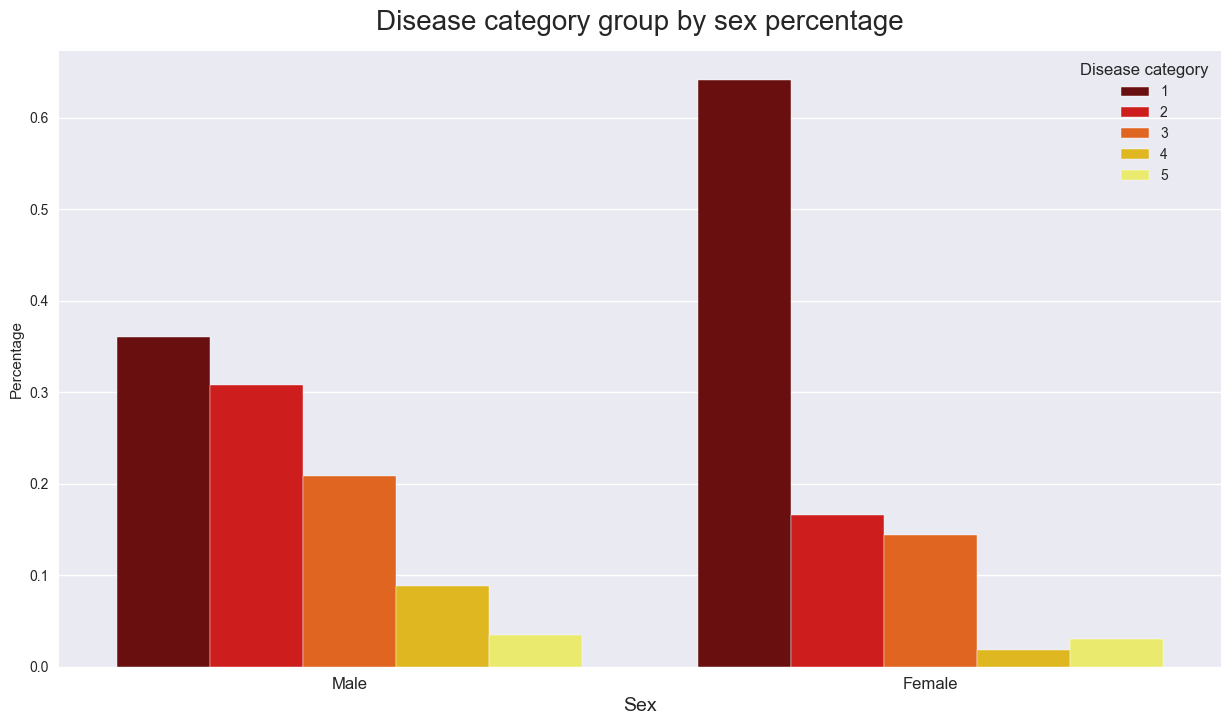 Disease category group by sex percentage
Disease category
1
2
3
4
5
0.6
0.5
0.4
0.3
0.2
0.1
0.0
Percentage
Male
Female
Sex